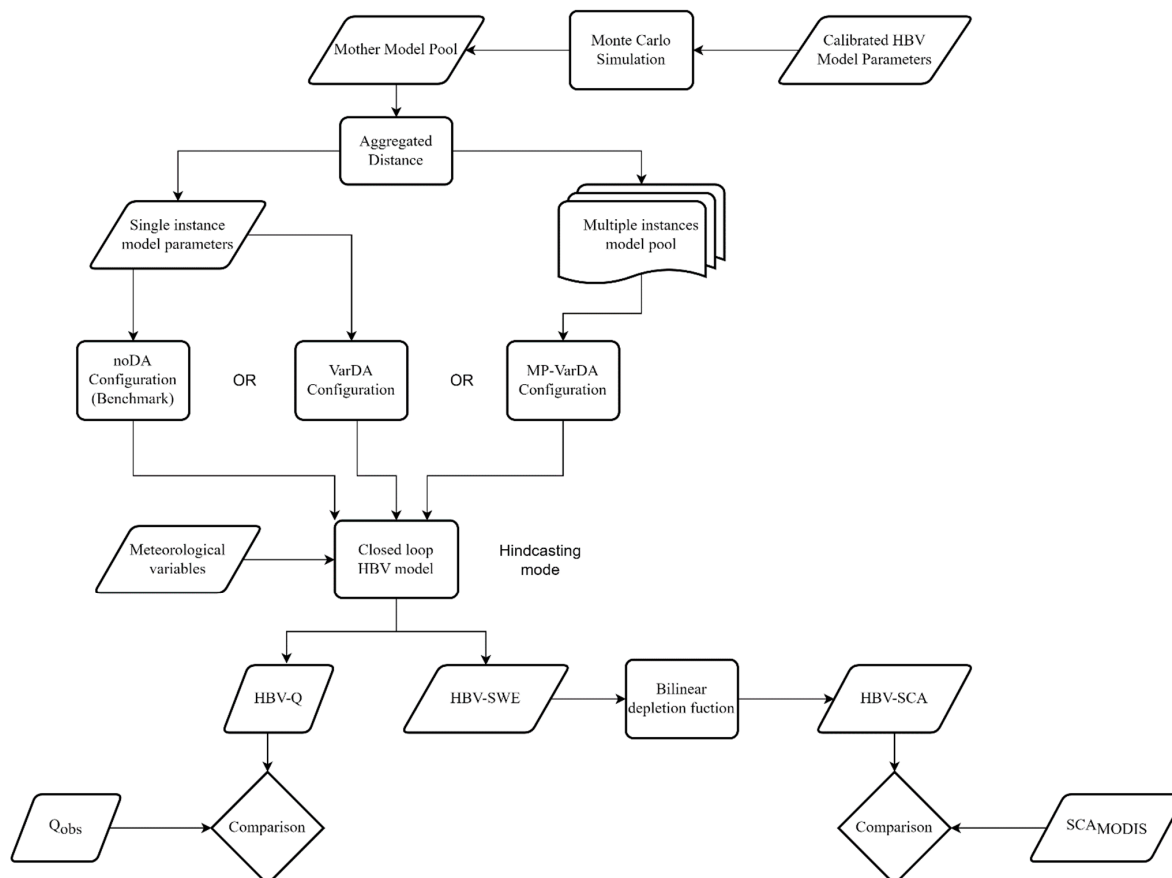 Mother Model Pool
Monte Carlo
Simulation
Calibrated HBV
Model Parameters
Aggregated
Distance
Single instance
model parameters
Multiple instances
model pool
noDA
Configuration
(Benchmark)
OR
VarDA
Configuration
OR
MP-VarDA
Configuration
Meteorological
variables
Closed loop
HBV model
Hindcasting
mode
HBV-Q
HBV-SWE
Bilinear
depletion fuction
HBV-SCA
Qobs
Comparison
Comparison
SCAMODIS